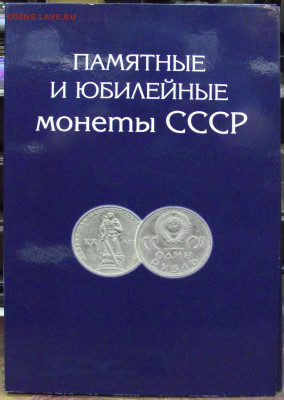 COINS.LAVE.RU
ПАМЯТНЫЕ
И ЮБИЛЕЙНЫЕ
монеты СССР
ОДИН
РУБЛЬ